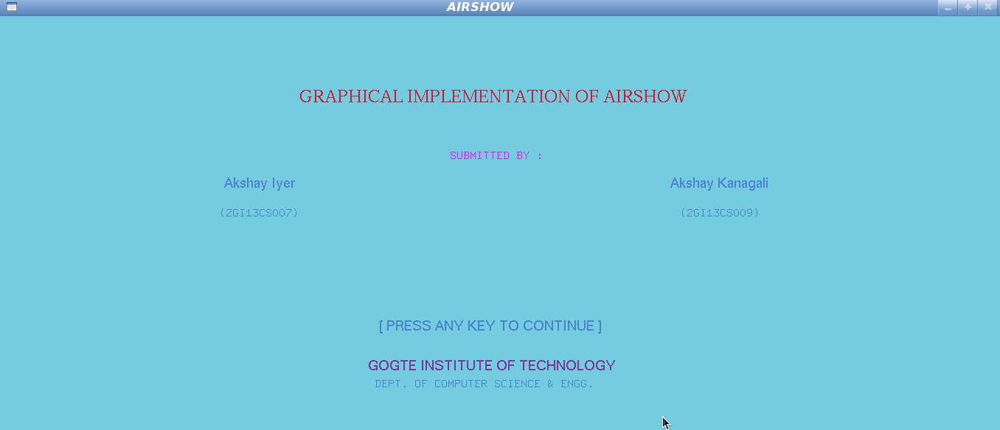 AIRSHOW
GRAPHICAL IMPLEMENTATION OF AIRSHOW
SUBMITTED BY :
Akshay Iyer
Akshay Kanagali
(2GI13CS007)
(2GI13CS009)
[ PRESS ANY KEY TO CONTINUE ]
GOGTE INSTITUTE OF TECHNOLOGY
DEPT. OF COMPUTER SCIENCE & ENGG.